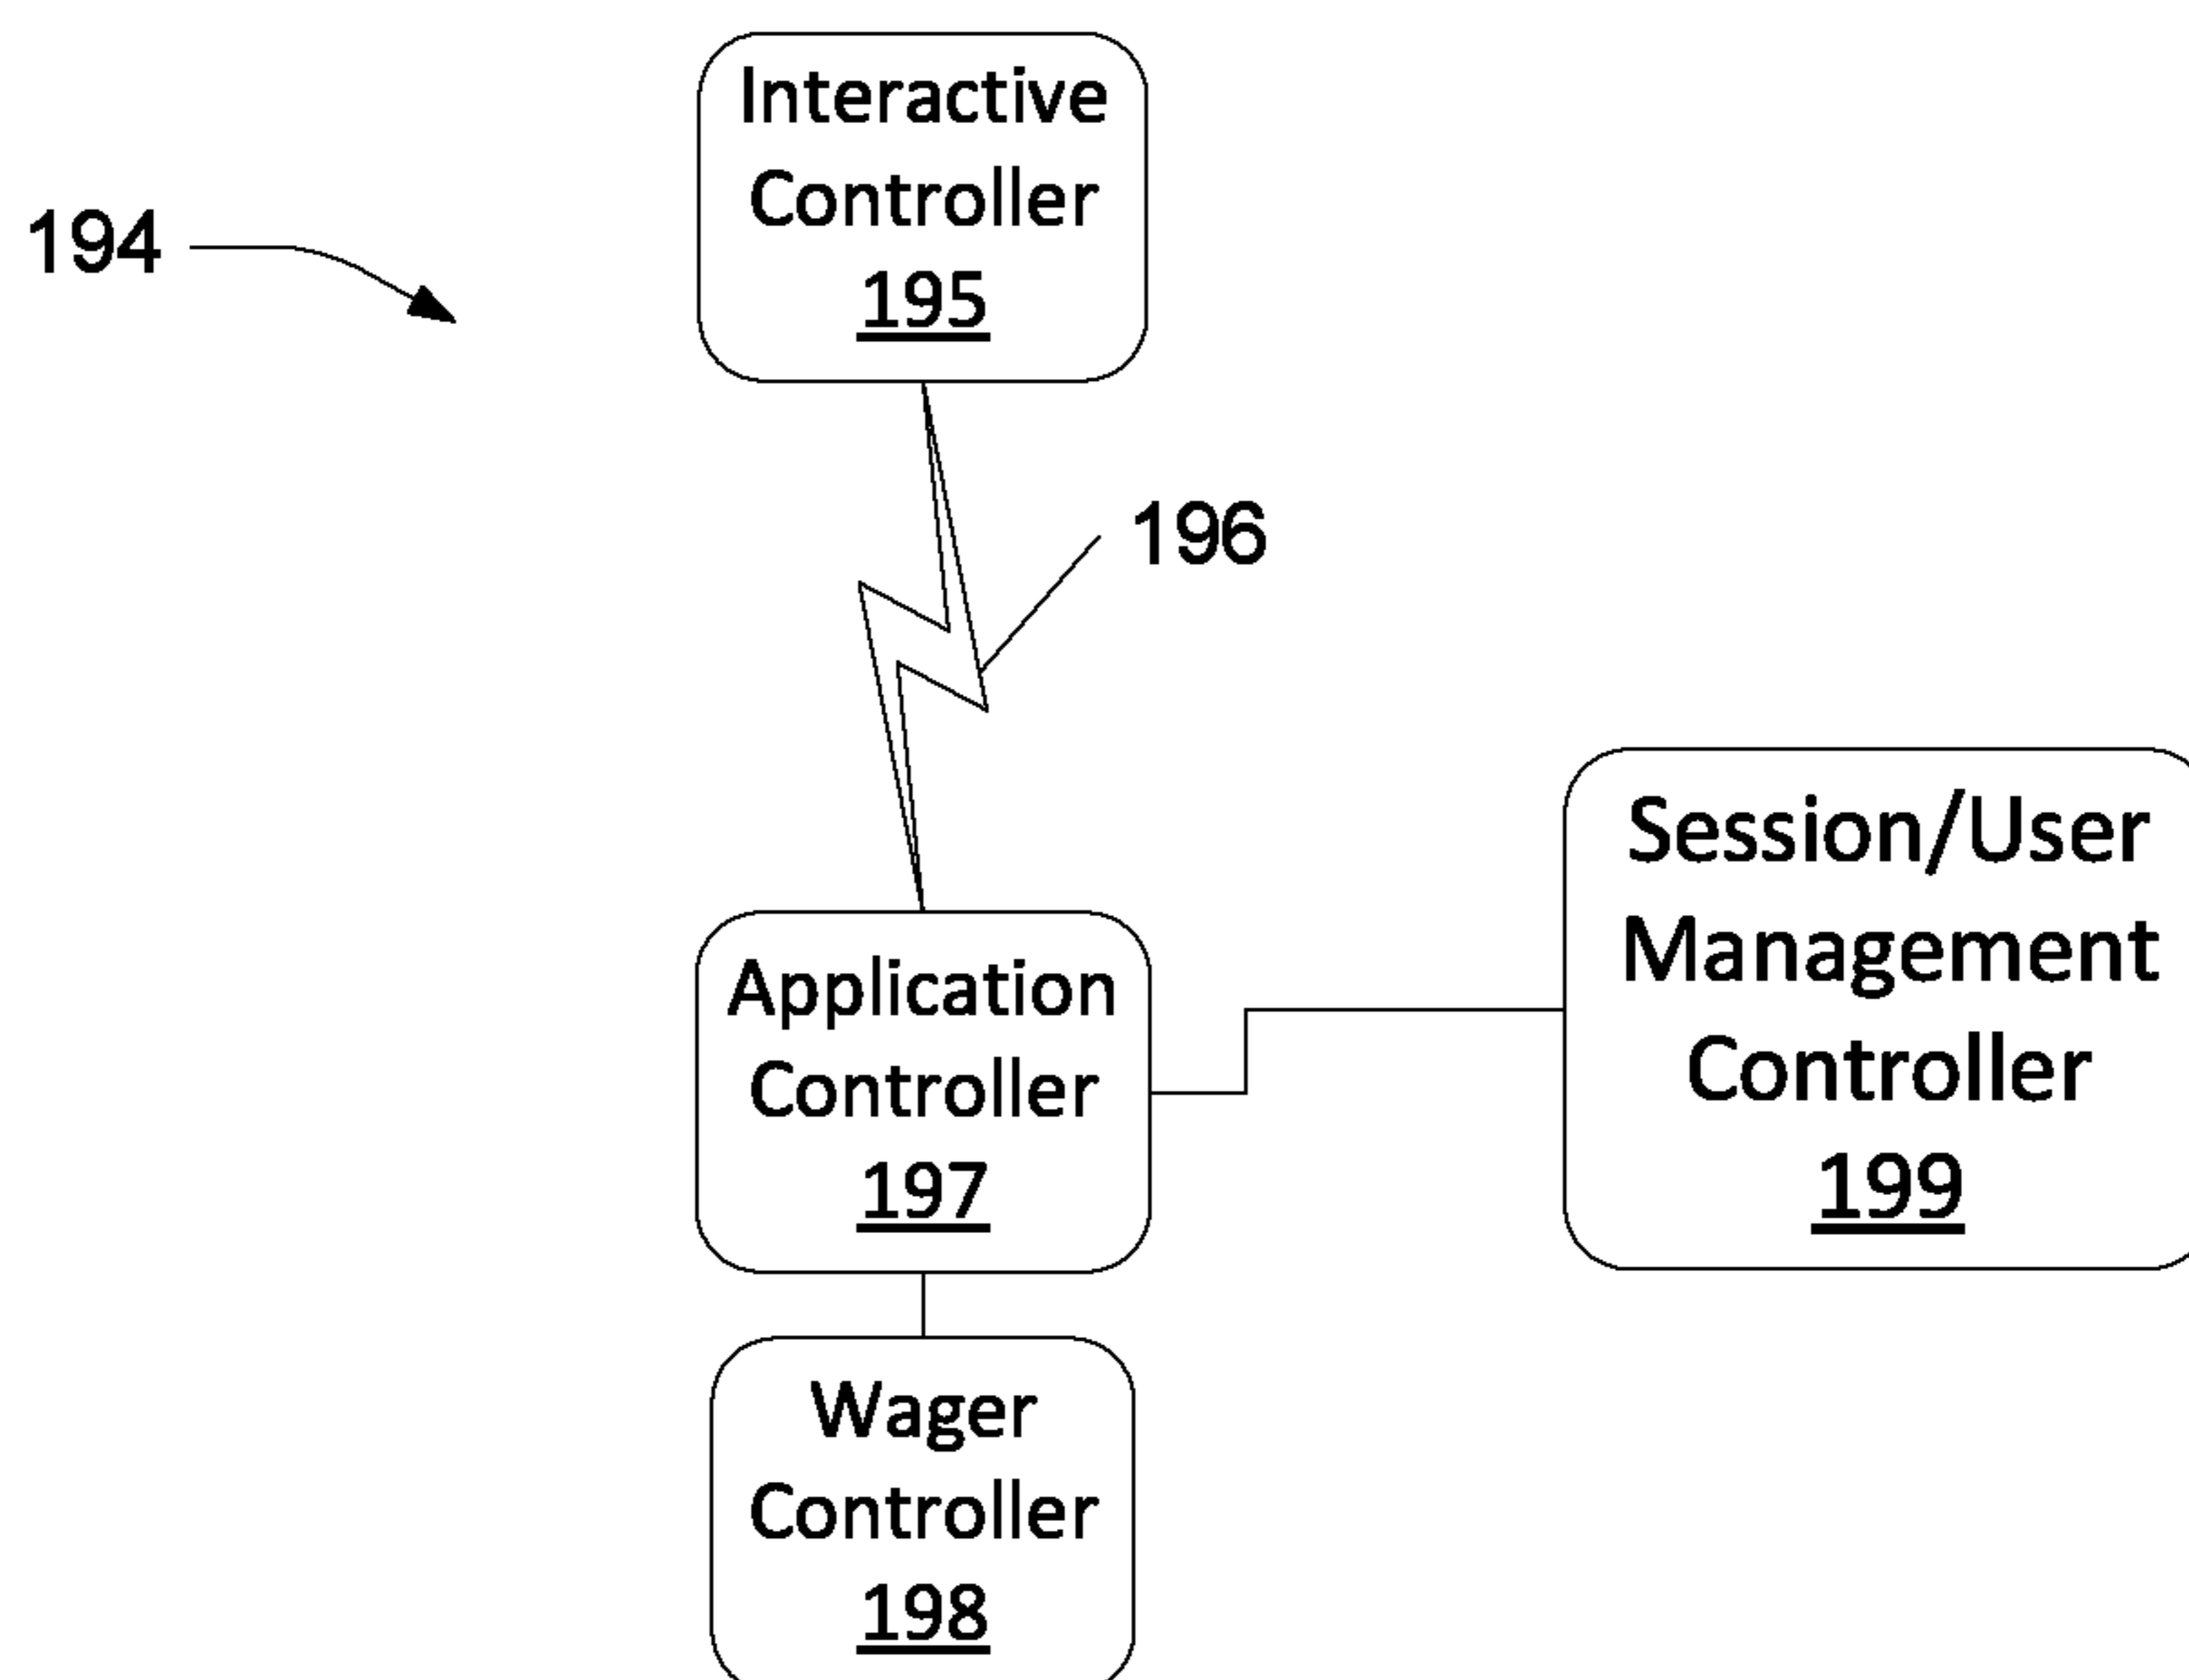 Interactive
Controller
195
194
196
Application
Controller
197
Session/User
Management
Controller
199
Wager
Controller
198